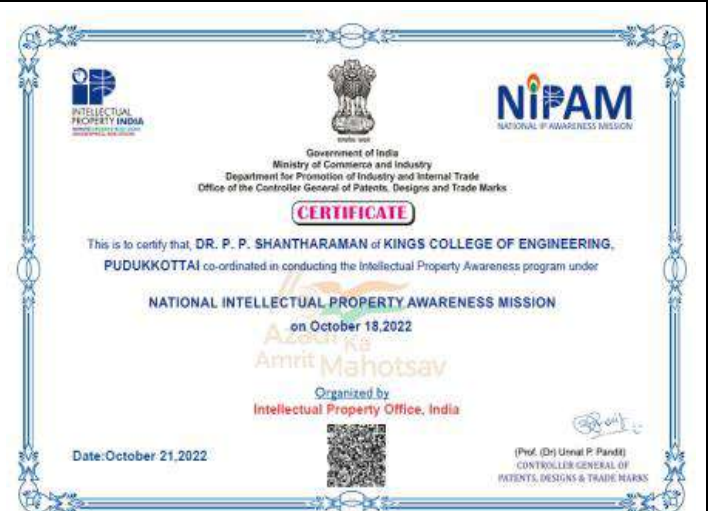 INTELLECTUAL
PROPERTY INDIA
NiPAM
NATIONAL IP AWARENESS MISSION
Government of India
Ministry of Commerce and Industry
Department for Promotion of Industry and Internal Trade
Office of the Controller General of Patents, Designs and Trade Marks
CERTIFICATE
This is to certify that, DR. P. P. SHANTHARAMAN of KINGS COLLEGE OF ENGINEERING,
PUDUKKOTTAI co-ordinated in conducting the Intellectual Property Awareness program under
NATIONAL INTELLECTUAL PROPERTY AWARENESS MISSION
on October 18,2022
Azadi Ka
Amrit Mahotsav
Organized by
Intellectual Property Office, India
Date:October 21,2022
(Prof. (Dr) Unnat P. Pandit)
CONTROLLER GENERAL OF
PATENTS, DESIGNS & TRADE MARKS